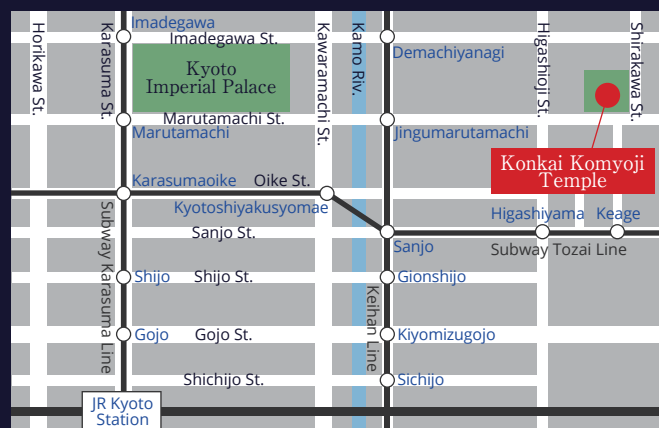 Imadegawa
Imadegawa St.
Horikawa St.
Karasuma St.
Kyoto
Imperial Palace
Kawaramachi St.
Kamo Riv.
Demachiyanagi
Higashioji St.
Shirakawa St.
Marutamachi St.
Marutamachi
Jingumarutamachi
Konkai Komyoji
Temple
Karasumaoike
Oike St.
Kyotoshiyakusyomae
Higashiyama
Keage
Sanjo St.
Sanjo
Subway Tozai Line
Subway Karasuma Line
Shijo
Shijo St.
Gionshijo
Keihan Line
Gojo
Gojo St.
Kiyomizugojo
Shichijo St.
Sichijo
JR Kyoto
Station